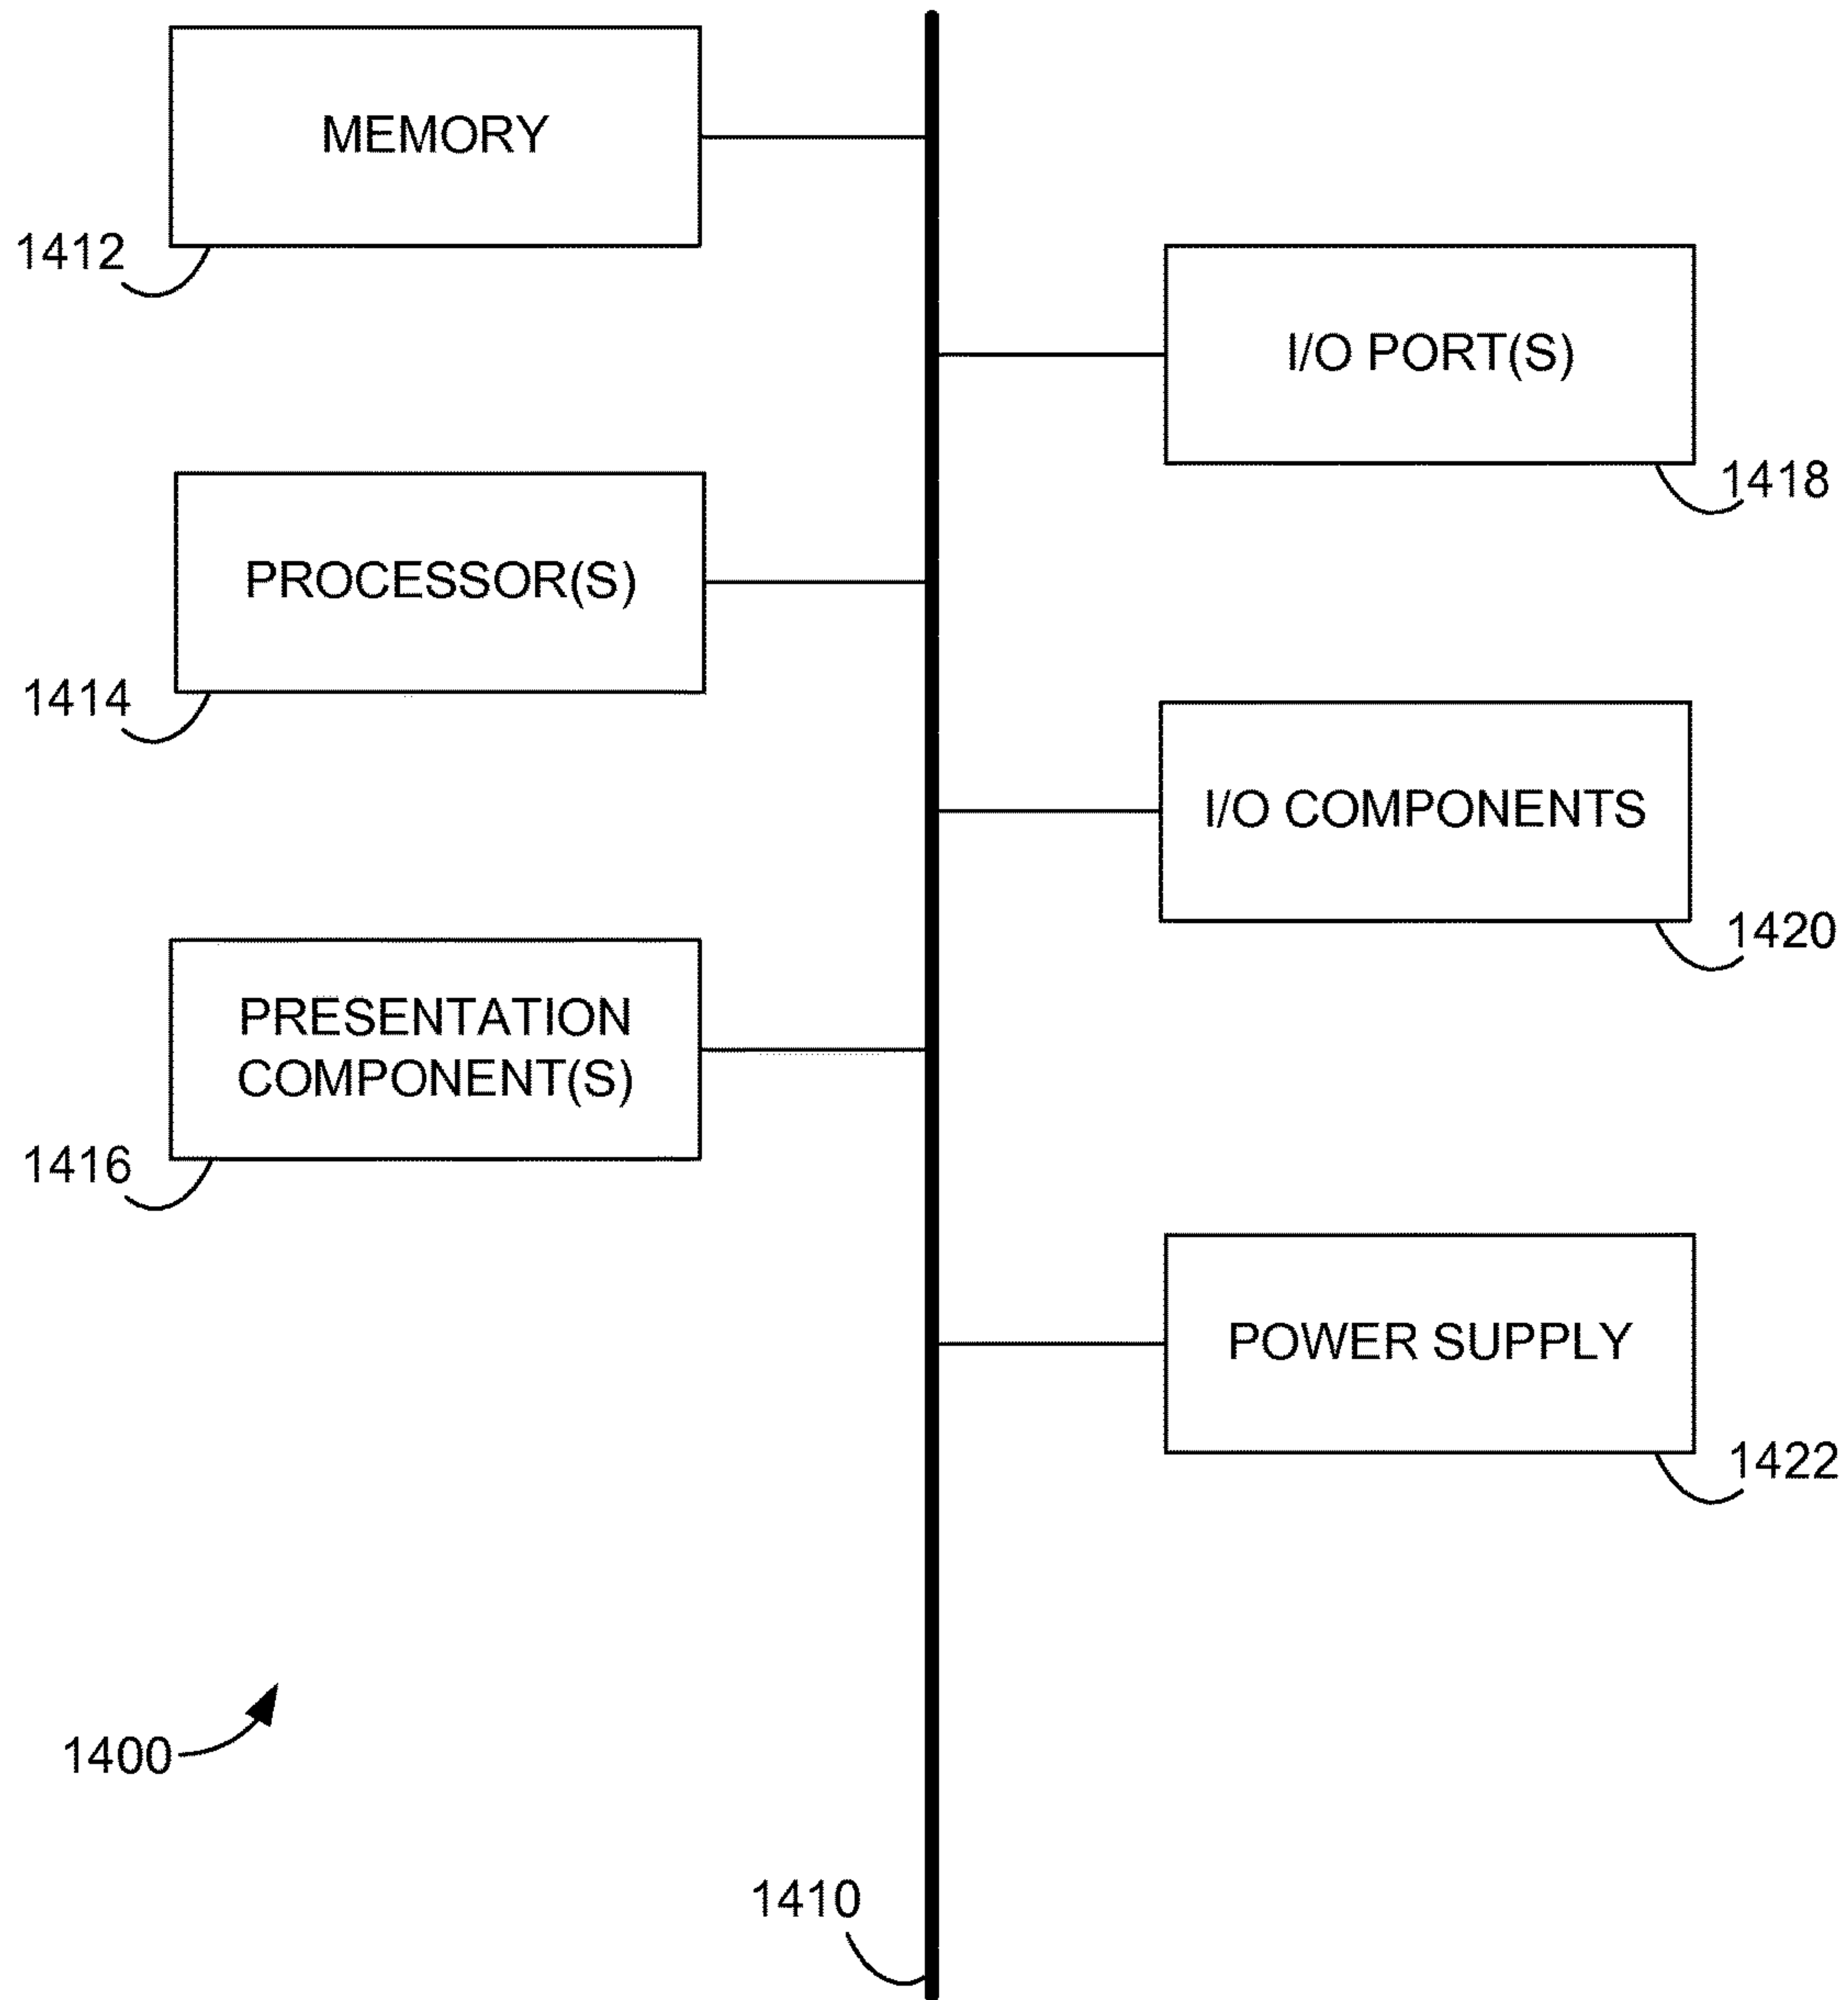 MEMORY
1412
I/O PORT(S)
1418
PROCESSOR(S)
1414
I/O COMPONENTS
1420
PRESENTATION
COMPONENT(S)
1416
POWER SUPPLY
1422
1400
1410